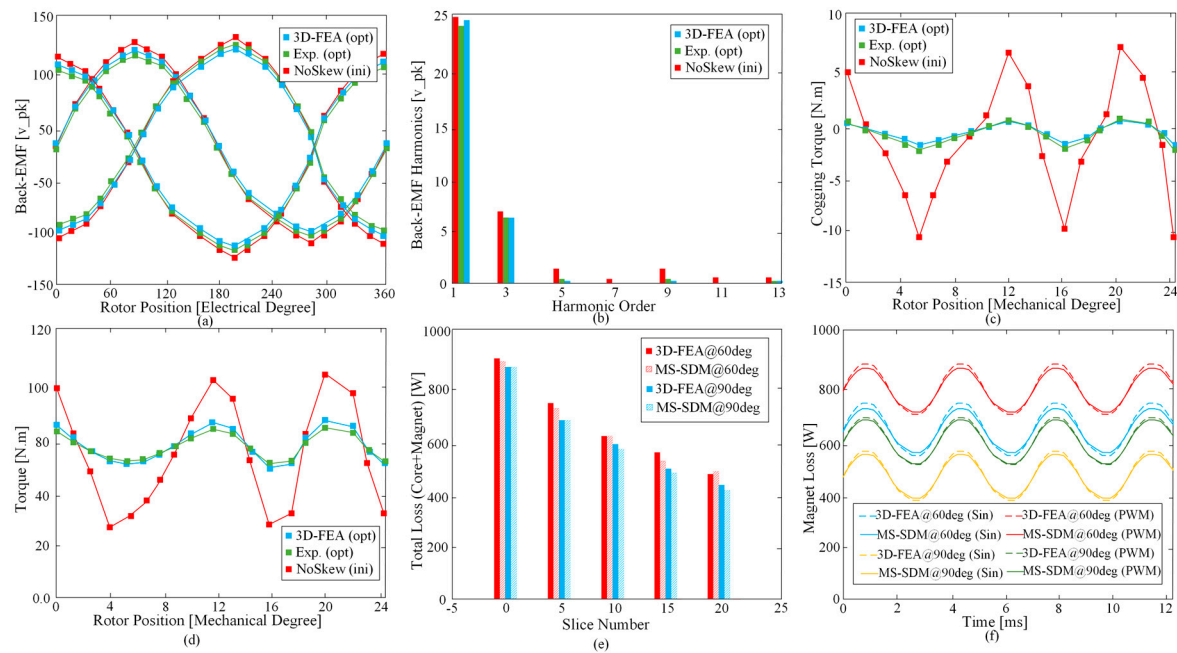 150
100
50
-50
-100
-150
Back-EMF [v_pk]
3D-FEA (opt)
Exp. (opt)
NoSkew (ini)
0 60 120 180 240 300 360
Rotor Position [Electrical Degree]
(a)
25
20
15
10
5
0
Back-EMF Harmonics [v_pk]
3D-FEA (opt)
Exp. (opt)
NoSkew (ini)
1 3 5 7 9 11 13
Harmonic Order
(b)
10
5
0
-5
-10
-15
Cogging Torque [N.m]
3D-FEA (opt)
Exp. (opt)
NoSkew (ini)
0 4 8 12 16 20 24
Rotor Position [Mechanical Degree]
(c)
120
100
80
60
40
20
0.0
Torque [N.m]
3D-FEA (opt)
Exp. (opt)
NoSkew (ini)
0 4 8 12 16 20 24
Rotor Position [Mechanical Degree]
(d)
1000
800
600
400
200
0
Total Loss (Core=Magnet) [W]
3D-FEA@60deg
MS-SDM@60deg
3D-FEA@90deg
MS-SDM@90deg
-5 0 5 10 15 20 25
Slice Number
(e)
1000
800
600
400
200
0
Magnet Loss [W]
3D-FEA@60deg (Sin) 3D-FEA@60deg (PWM)
MS-SDM@60deg (Sin) MS-SDM@60deg (PWM)
3D-FEA@90deg (Sin) 3D-FEA@90deg (PWM)
MS-SDM@90deg (Sin) MS-SDM@90deg (PWM)
0 2 4 6 8 10 12
Time [ms]
(f)